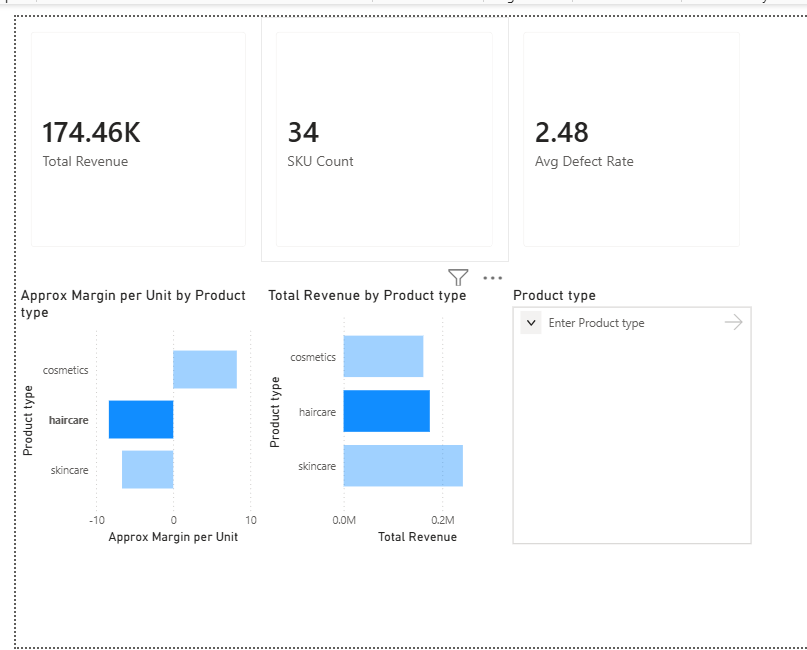 174.46K
Total Revenue
34
SKU Count
2.48
Avg Defect Rate
Approx Margin per Unit by Product
type
Product type
cosmetics
haircare
skincare
-10 0 10
Approx Margin per Unit
Total Revenue by Product type
Product type
cosmetics
haircare
skincare
0.0M 0.2M
Total Revenue
Product type
Enter Product type